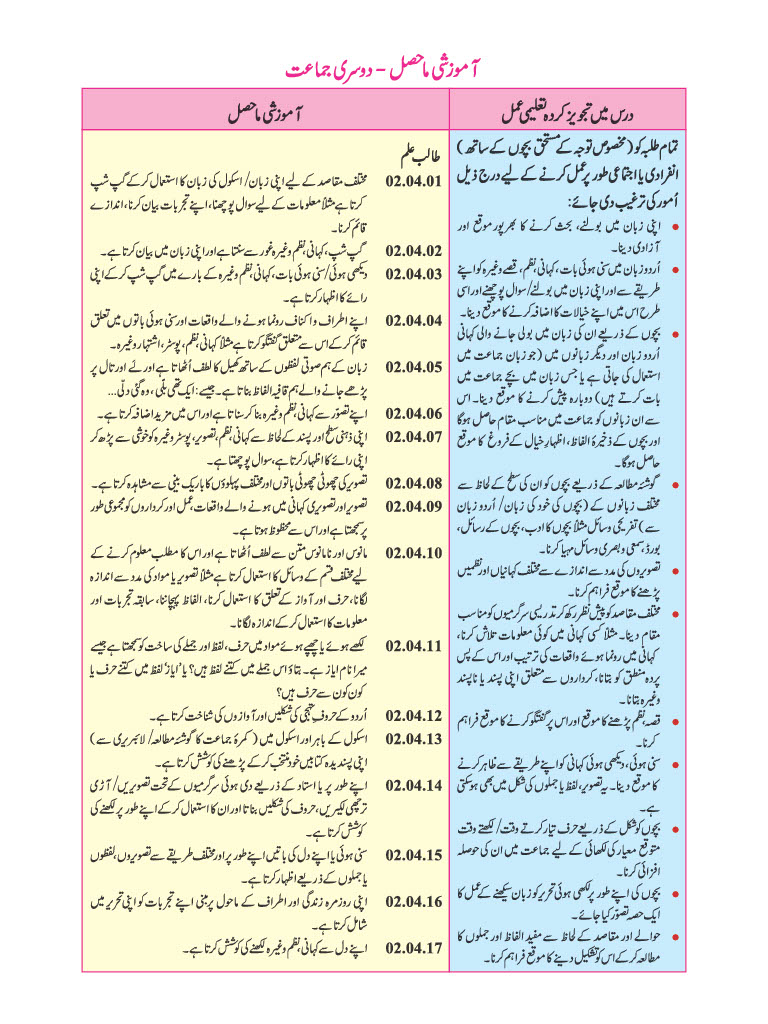 آموزشی ماحصل – دوسری جماعت
درس میں تجویز کردہ تعلیمی عمل
تمام طلبہ کو (مخصوص توجہ کے مستحق بچوں کے ساتھ)
انفرادی یا اجتماعی طور پر عمل کرنے کے لیے درج ذیل
اُمور کی ترغیب دی جائے:
• اپنی زبان میں بولنے، بحث کرنے کا بھرپور موقع اور
آزادی دینا۔
• اُردو زبان میں سنی ہوئی بات، کہانی، نظم، قصے وغیرہ کو اپنے
طریقے سے اور اپنی زبان میں بولنے/سوال پوچھنے اور اسی
طرح اس میں اپنے خیالات کا اضافہ کرنے کا موقع دینا۔
• بچوں کے ذریعے ان کی زبان میں بولی جانے والی کہانی
اُردو زبان اور دیگر زبانوں میں (جو زبان جماعت میں
استعمال کی جاتی ہے یا جس زبان میں بچے جماعت میں
بات کرتے ہیں) دوبارہ پیش کرنے کا موقع دینا۔ اس
سے ان زبانوں کو جماعت میں مناسب مقام حاصل ہوگا
اور بچوں کے ذخیرۂ الفاظ، اظہارِ خیال کے فروغ کا موقع
حاصل ہوگا۔
• گوشۂ مطالعہ کے ذریعے بچوں کو ان کی سطح کے لحاظ سے
مختلف زبانوں کے (بچوں کی خود کی زبان/ اُردو زبان
سے) تفریحی وسائل مثلاً بچوں کا ادب، بچوں کے رسائل،
بورڈ، سمعی و بصری وسائل مہیا کرنا۔
• تصویروں کی مدد سے اندازے سے مختلف کہانیاں اور نظمیں
پڑھنے کا موقع فراہم کرنا۔
• مختلف مقاصد کو پیشِ نظر رکھ کر تدریسی سرگرمیوں کو مناسب
مقام دینا۔ مثلاً کسی کہانی میں کوئی معلومات تلاش کرنا،
کہانی میں رونما ہوئے واقعات کی ترتیب اور اس کے پس
پردہ منطق کو بتانا، کرداروں سے متعلق اپنی پسند یا ناپسند
وغیرہ بتانا۔
• قصہ، نظم پڑھنے کا موقع اور اس پر گفتگو کرنے کا موقع فراہم
کرنا۔
• سنی ہوئی، دیکھی ہوئی کہانی کو اپنے طریقے سے ظاہر کرنے
کا موقع دینا۔ یہ تصویر، لفظ یا جملوں کی شکل میں بھی ہوسکتی
ہے۔
• بچوں کو شکل کے ذریعے حرف تیار کرتے وقت/ لکھتے وقت
متوقع معیار کی لکھائی کے لیے جماعت میں ان کی حوصلہ
افزائی کرنا۔
• بچوں کی اپنے طور پر لکھی ہوئی تحریر کو زبان سیکھنے کے عمل کا
ایک حصہ تصوّر کیا جائے۔
• حوالے اور مقاصد کے لحاظ سے مفید الفاظ اور جملوں کا
مطالعہ کرکے اس کو تشکیل دینے کا موقع فراہم کرنا۔
آموزشی ماحصل
طالب علم
02.04.01 مختلف مقاصد کے لیے اپنی زبان/ اسکول کی زبان کا استعمال کرکے گپ شپ
کرتا ہے مثلاً معلومات کے لیے سوال پوچھنا، اپنے تجربات بیان کرنا، اندازے
قائم کرنا۔
02.04.02 گپ شپ، کہانی، نظم وغیرہ غور سے سنتا ہے اور اپنی زبان میں بیان کرتا ہے۔
02.04.03 دیکھی ہوئی/سنی ہوئی بات، کہانی، نظم وغیرہ کے بارے میں گپ شپ کرکے اپنی
رائے کا اظہار کرتا ہے۔
02.04.04 اپنے اطراف و اکناف رونما ہونے والے واقعات اور سنی ہوئی باتوں میں تعلق
قائم کرکے اس سے متعلق گفتگو کرتا ہے مثلاً کہانی، نظم، پوسٹر، اشتہار وغیرہ۔
02.04.05 زبان کے ہم صوتی لفظوں کے ساتھ کھیل کا لطف اُٹھاتا ہے اور لَے اور تال پر
پڑھے جانے والے ہم قافیہ الفاظ بناتا ہے۔ جیسے: ایک تھی بلّی، وہ گئی دلّی...
02.04.06 اپنے تصوّر سے کہانی، نظم وغیرہ بنا کر سناتا ہے اور اس میں مزید اضافہ کرتا ہے۔
02.04.07 اپنی ذہنی سطح اور پسند کے لحاظ سے کہانی، نظم، تصویر، پوسٹر وغیرہ کو خوشی سے پڑھ کر
اپنی رائے کا اظہار کرتا ہے، سوال پوچھتا ہے۔
02.04.08 تصویر کی چھوٹی چھوٹی باتوں اور مختلف پہلوؤں کا باریک بینی سے مشاہدہ کرتا ہے۔
02.04.09 تصویر اور تصویری کہانی میں ہونے والے واقعات، عمل اور کرداروں کو مجموعی طور
پر سمجھتا ہے اور اس سے محظوظ ہوتا ہے۔
02.04.10 مانوس اور نامانوس متن سے لطف اُٹھاتا ہے اور اس کا مطلب معلوم کرنے کے
لیے مختلف قسم کے وسائل کا استعمال کرتا ہے مثلاً تصویر یا مواد کی مدد سے اندازہ
لگانا، حرف اور آواز کے تعلق کا استعمال کرنا، الفاظ پہچاننا، سابقہ تجربات اور
معلومات کا استعمال کرکے اندازہ لگانا۔
02.04.11 لکھے ہوئے یا چھپے ہوئے مواد میں حرف، لفظ اور جملے کی ساخت کو سمجھتا ہے جیسے
میرا نام ایاز ہے۔ بتاؤ اس جملے میں کتنے لفظ ہیں؟ یا 'ایاز' لفظ میں کتنے حرف یا
کون کون سے حرف ہیں؟
02.04.12 اُردو کے حروفِ تہجی کی شکلیں اور آوازوں کی شناخت کرتا ہے۔
02.04.13 اسکول کے باہر اور اسکول میں (کمرۂ جماعت کا گوشۂ مطالعہ/ لائبریری سے)
اپنی پسندیدہ کتابیں خود منتخب کرکے پڑھنے کی کوشش کرتا ہے۔
02.04.14 اپنے طور پر یا استاد کے ذریعے دی ہوئی سرگرمیوں کے تحت تصویریں/ آڑی
ترچھی لکیریں، حروف کی شکلیں بناتا اور ان کا استعمال کرکے اپنے طور پر لکھنے کی
کوشش کرتا ہے۔
02.04.15 سنی ہوئی یا اپنے دل کی باتیں اپنے طور پر اور مختلف طریقے سے تصویروں، لفظوں
یا جملوں کے ذریعے اظہار کرتا ہے۔
02.04.16 اپنی روزمرہ زندگی اور اطراف کے ماحول پر مبنی اپنے تجربات کو اپنی تحریر میں
شامل کرتا ہے۔
02.04.17 اپنے دل سے کہانی، نظم وغیرہ لکھنے کی کوشش کرتا ہے۔